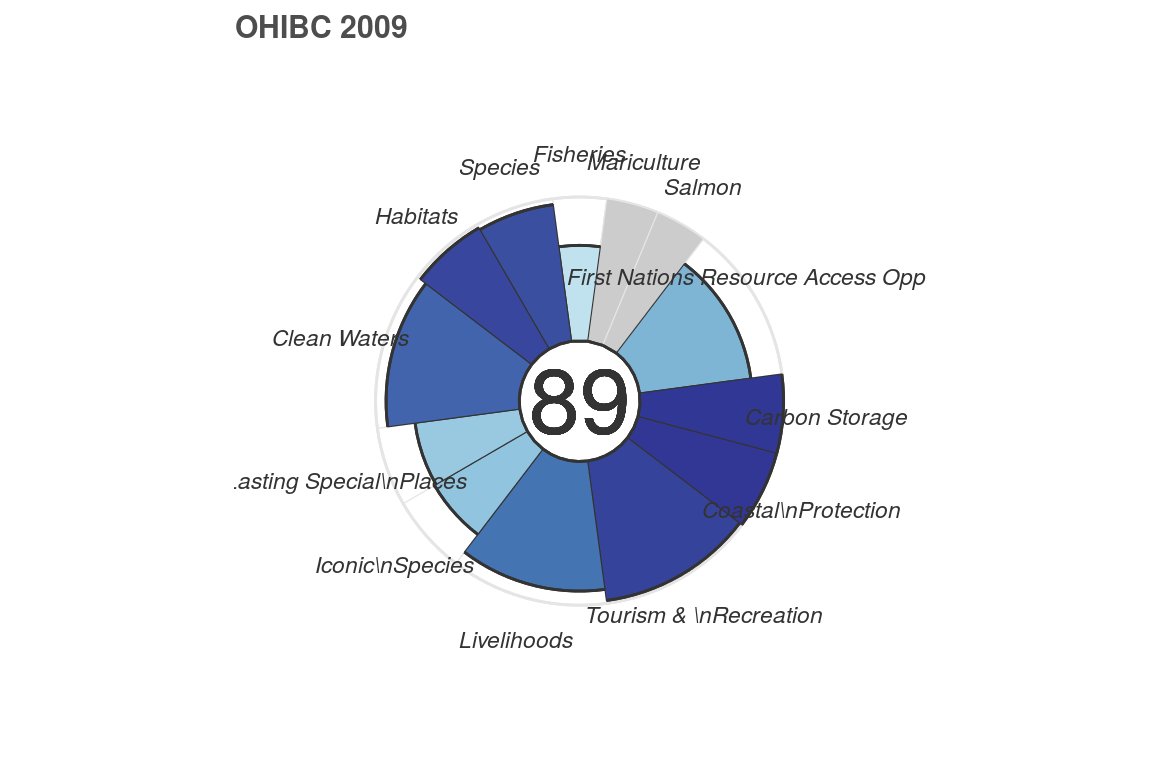 OHIBC 2009
Fisheries
Mariculture
Species
Salmon
Habitats
First Nations Resource Access Opp
Clean Waters
89
Carbon Storage
.asting Special\nPlaces
Coastal\nProtection
Iconic\nSpecies
Tourism & \nRecreation
Livelihoods